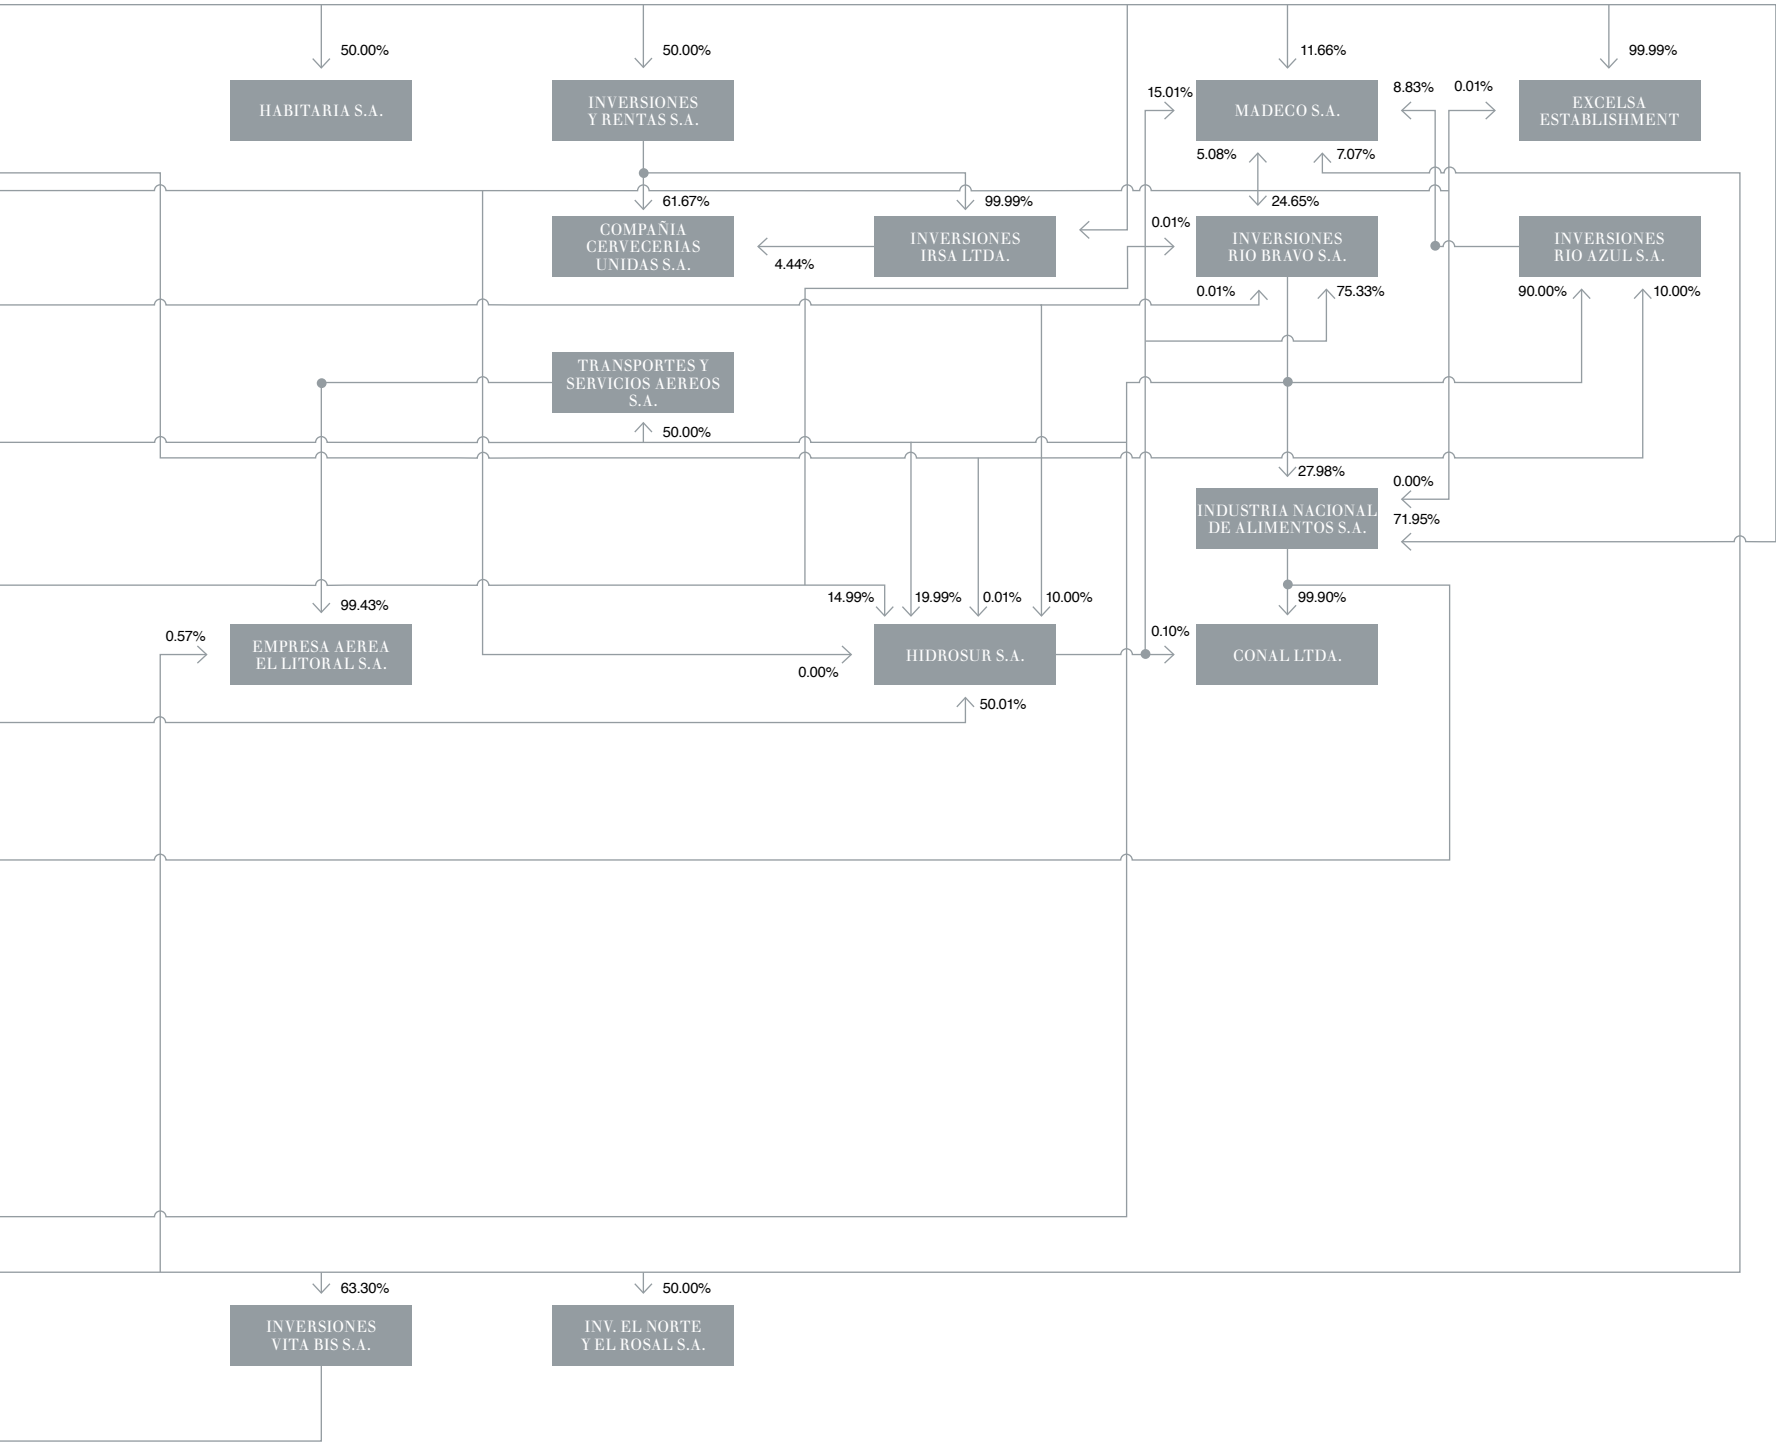 50.00%
50.00%
11.66%
99.99%
HABITARIA S.A.
INVERSIONES
Y RENTAS S.A.
15.01%
MADECO S.A.
8.83%
0.01%
EXCELSA
ESTABLISHMENT
5.08%
7.07%
61.67%
99.99%
24.65%
COMPAÑIA
CERVECERIAS
UNIDAS S.A.
4.44%
INVERSIONES
IRSA LTDA.
0.01%
INVERSIONES
RIO BRAVO S.A.
INVERSIONES
RIO AZUL S.A.
0.01%
75.33%
90.00%
10.00%
TRANSPORTES Y
SERVICIOS AEREOS
S.A.
50.00%
27.98%
0.00%
INDUSTRIA NACIONAL
DE ALIMENTOS S.A.
71.95%
99.43%
14.99%
19.99%
0.01%
10.00%
99.90%
0.57%
EMPRESA AEREA
EL LITORAL S.A.
0.00%
HIDROSUR S.A.
0.10%
CONAL LTDA.
50.01%
63.30%
50.00%
INVERSIONES
VITA BIS S.A.
INV. EL NORTE
Y EL ROSAL S.A.